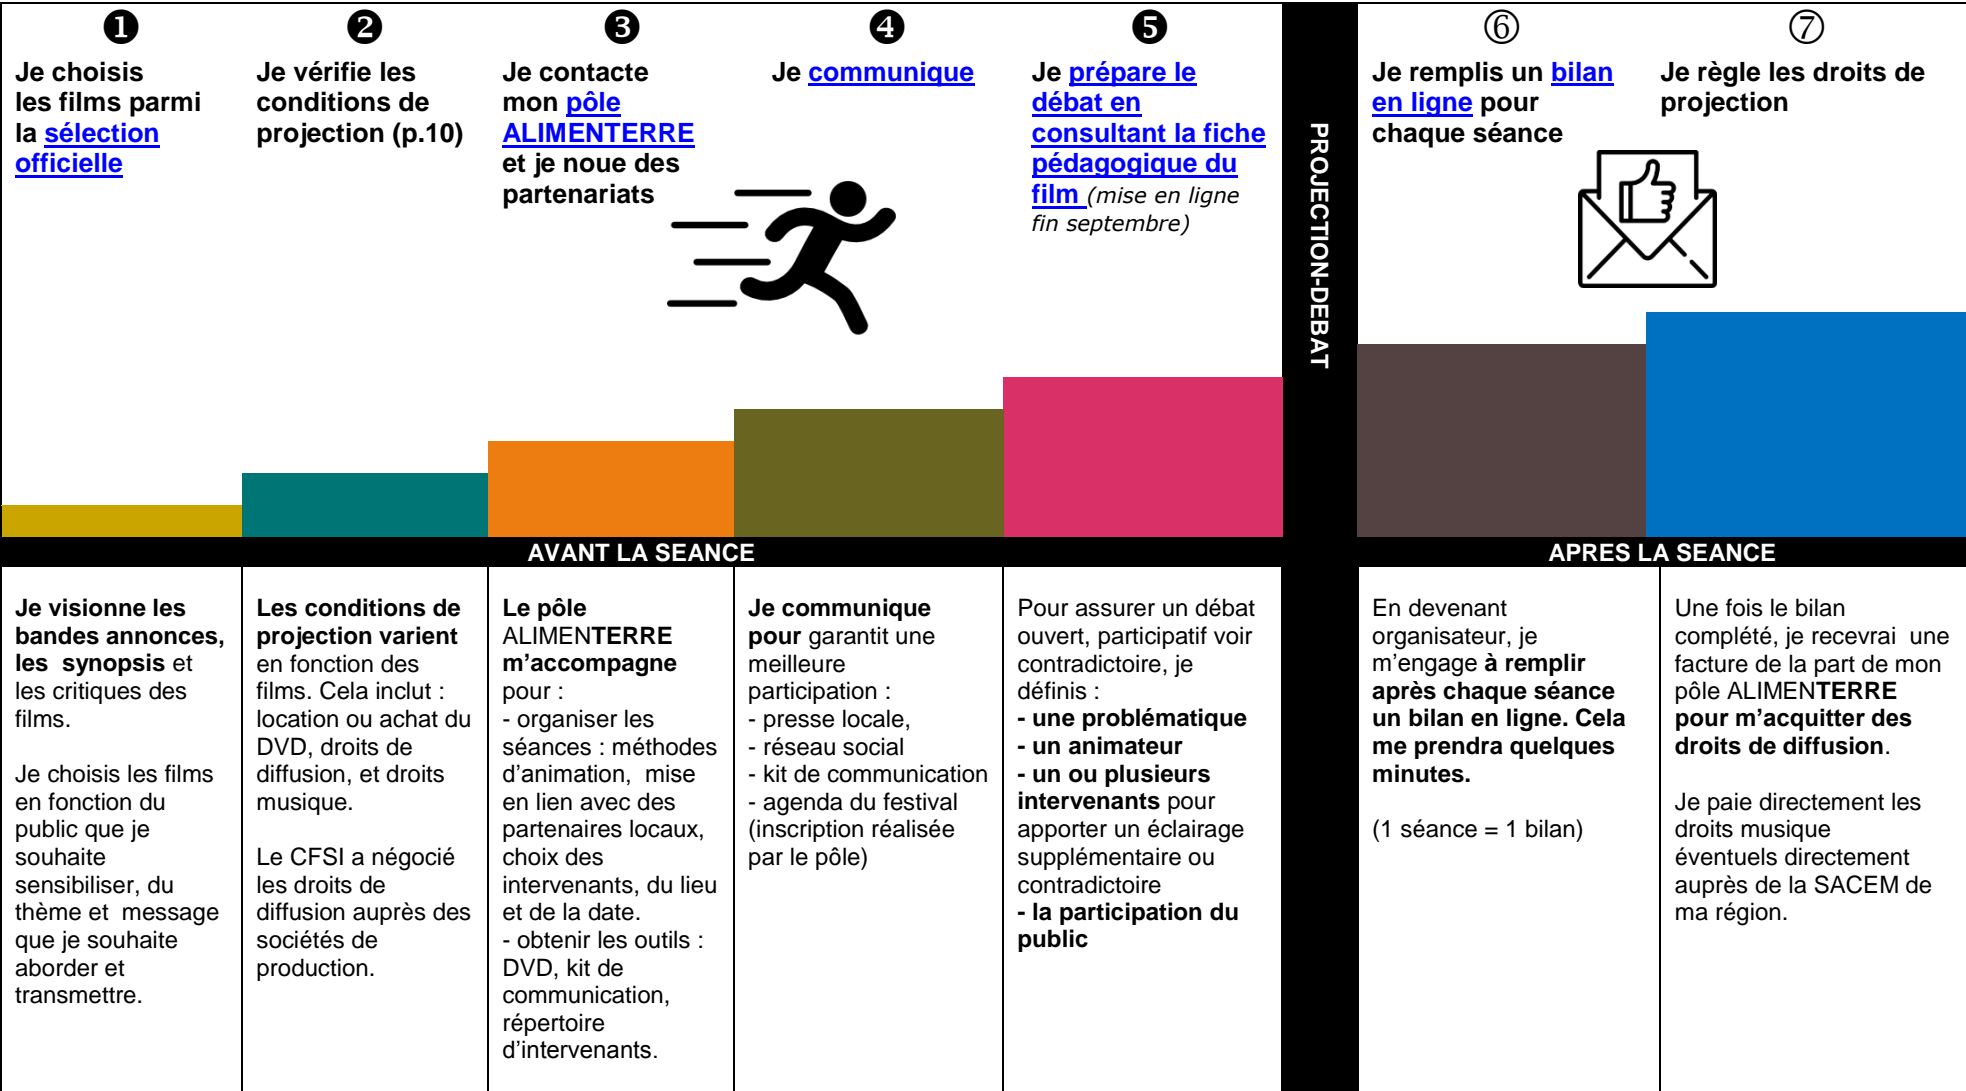 ❶
Je choisis
les films parmi
la sélection
officielle
❷
Je vérifie les
conditions de
projection (p.10)
❸
Je contacte
mon pôle
ALIMENTERRE
et je noue des
partenariats
❹
Je communique
❺
Je prépare le
débat en
consultant la fiche
pédagogique du
film (mise en ligne
fin septembre)
PROJECTION-DEBAT
⑥
Je remplis un bilan
en ligne pour
chaque séance
⑦
Je règle les droits de
projection
AVANT LA SEANCE
APRES LA SEANCE
Je visionne les
bandes annonces,
les synopsis et
les critiques des
films.
Je choisis les films
en fonction du
public que je
souhaite
sensibiliser, du
thème et message
que je souhaite
aborder et
transmettre.
Les conditions de
projection varient
en fonction des
films. Cela inclut :
location ou achat du
DVD, droits de
diffusion, et droits
musique.
Le CFSI a négocié
les droits de
diffusion auprès des
sociétés de
production.
Le pôle
ALIMENTERRE
m’accompagne
pour :
- organiser les
séances : méthodes
d’animation, mise
en lien avec des
partenaires locaux,
choix des
intervenants, du lieu
et de la date.
- obtenir les outils :
DVD, kit de
communication,
répertoire
d’intervenants.
Je communique
pour garantit une
meilleure
participation :
- presse locale,
- réseau social
- kit de communication
- agenda du festival
(inscription réalisée
par le pôle)
Pour assurer un débat
ouvert, participatif voir
contradictoire, je
définis :
- une problématique
- un animateur
- un ou plusieurs
intervenants pour
apporter un éclairage
supplémentaire ou
contradictoire
- la participation du
public
En devenant
organisateur, je
m’engage à remplir
après chaque séance
un bilan en ligne. Cela
me prendra quelques
minutes.
(1 séance = 1 bilan)
Une fois le bilan
complété, je recevrai une
facture de la part de mon
pôle ALIMENTERRE
pour m’acquitter des
droits de diffusion.
Je paie directement les
droits musique
éventuels directement
auprès de la SACEM de
ma région.